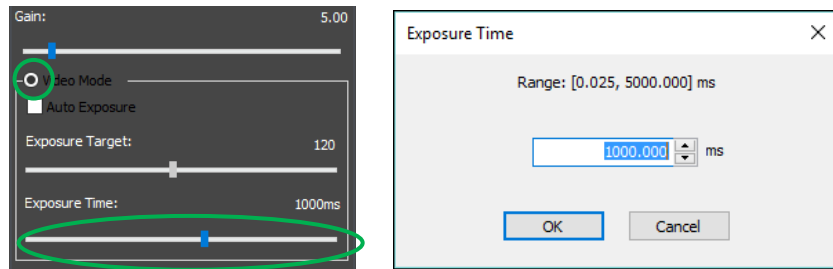 Gain: 5.00
Video Mode
Auto Exposure
Exposure Target: 120
Exposure Time: 1000ms
Exposure Time
Range: [0.025, 5000.000] ms
1000.000 ms
OK Cancel